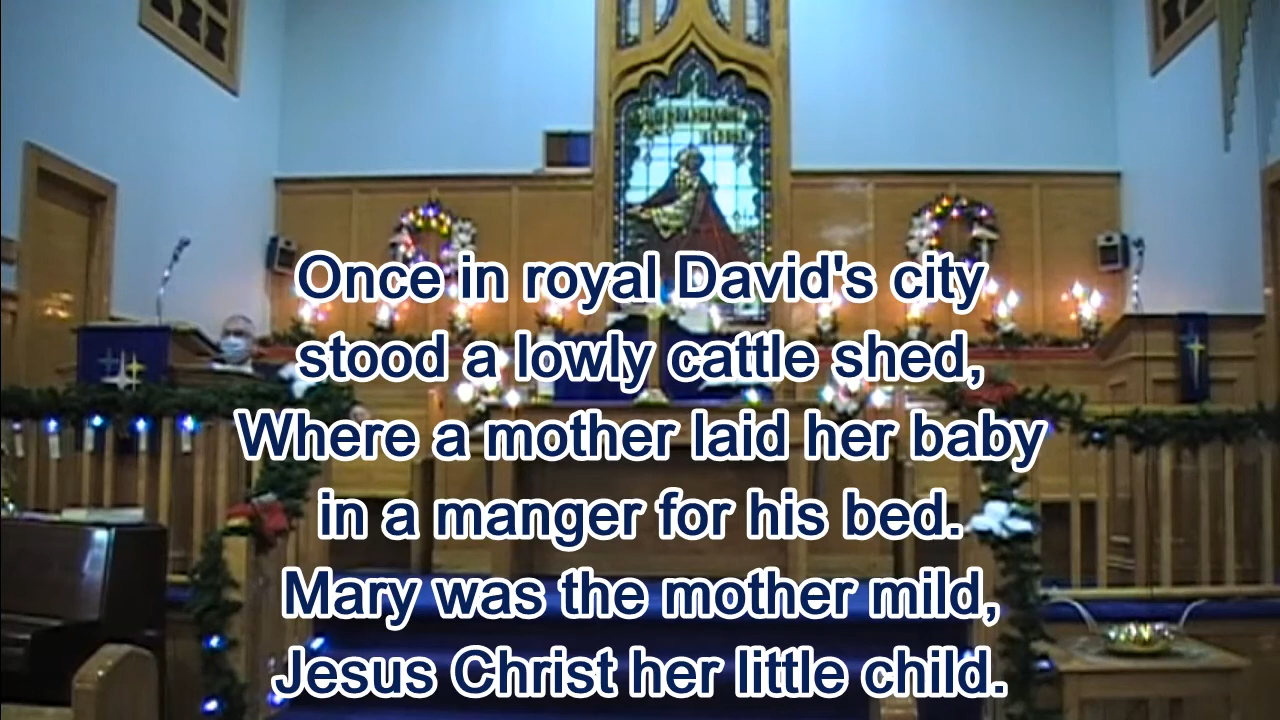 Once in royal David's city
stood a lowly cattle shed,
Where a mother laid her baby
in a manger for his bed.
Mary was the mother mild,
Jesus Christ her little child.